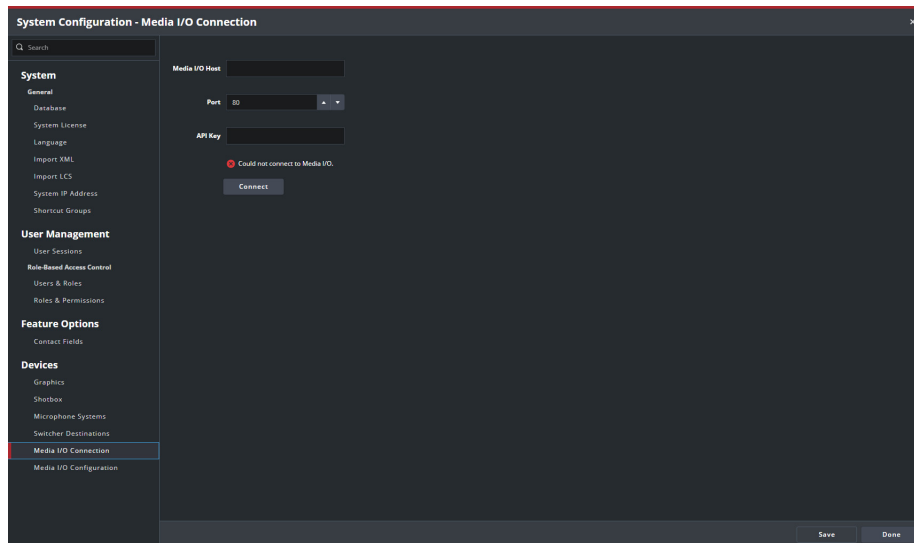 System Configuration - Media I/O Connection
Search
System
General
Database
System License
Language
Import XML
Import LCS
System IP Address
Shortcut Groups
User Management
User Sessions
Role-Based Access Control
Users & Roles
Roles & Permissions
Feature Options
Contact Fields
Devices
Graphics
Shotbox
Microphone Systems
Switcher Destinations
Media I/O Connection
Media I/O Configuration
Media I/O Host
Port 80
API Key
Could not connect to Media I/O.
Connect
Save Done